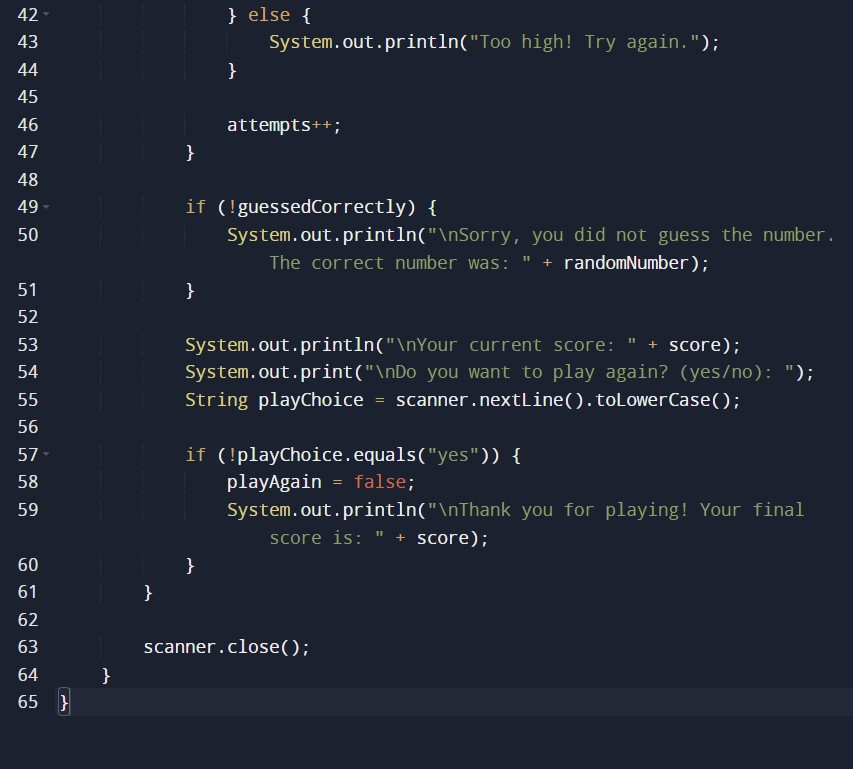 42 } else {
43 System.out.println("Too high! Try again.");
44 }
45
46 attempts++;
47 }
48
49 if (!guessedCorrectly) {
50 System.out.println("\nSorry, you did not guess the number.
The correct number was: " + randomNumber);
51 }
52
53 System.out.println("\nYour current score: " + score);
54 System.out.print("\nDo you want to play again? (yes/no): ");
55 String playChoice = scanner.nextLine().toLowerCase();
56
57 if (!playChoice.equals("yes")) {
58 playAgain = false;
59 System.out.println("\nThank you for playing! Your final
score is: " + score);
60 }
61 }
62
63 scanner.close();
64 }
65 }